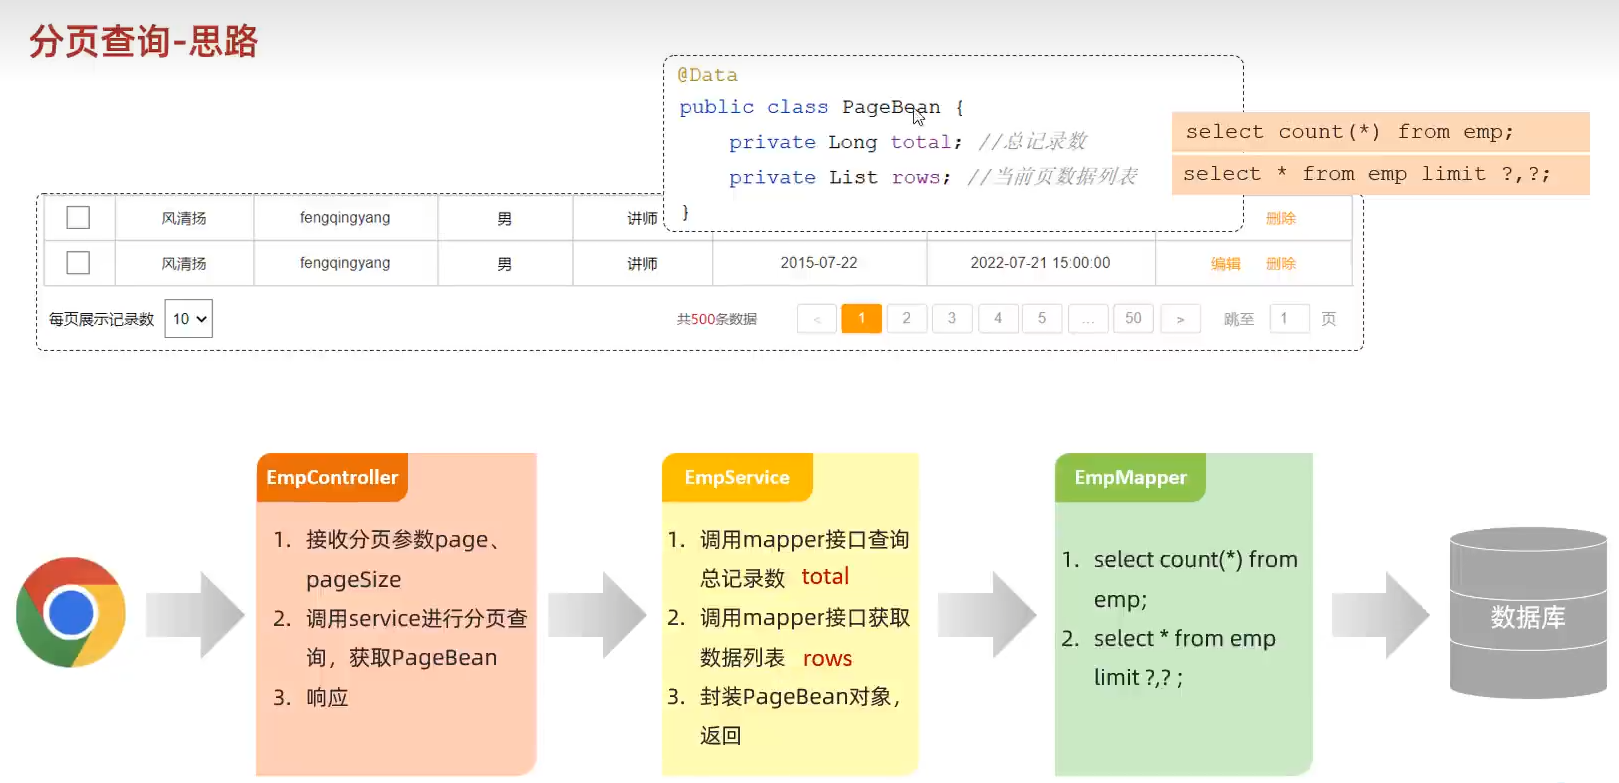 分页查询-思路
@Data
public class PageBean {
private Long total; //总记录数
private List rows; //当前页数据列表
}
select count(*) from emp;
select * from emp limit ?,?;
风清扬 fengqingyang 男 讲师 删除
风清扬 fengqingyang 男 讲师 2015-07-22 2022-07-21 15:00:00 编辑 删除
每页展示记录数 10 共500条数据 < 1 2 3 4 5 ... 50 > 跳至 1 页
EmpController
1. 接收分页参数page、
pageSize
2. 调用service进行分页查
询，获取PageBean
3. 响应
EmpService
1. 调用mapper接口查询
总记录数 total
2. 调用mapper接口获取
数据列表 rows
3. 封装PageBean对象，
返回
EmpMapper
1. select count(*) from
emp;
2. select * from emp
limit ?,? ;
数据库